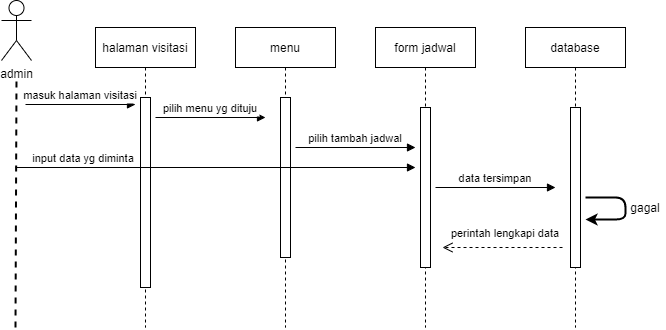 halaman visitasi
menu
form jadwal
database
admin
masuk halaman visitasi
pilih menu yg dituju
pilih tambah jadwal
input data yg diminta
data tersimpan
gagal
perintah lengkapi data